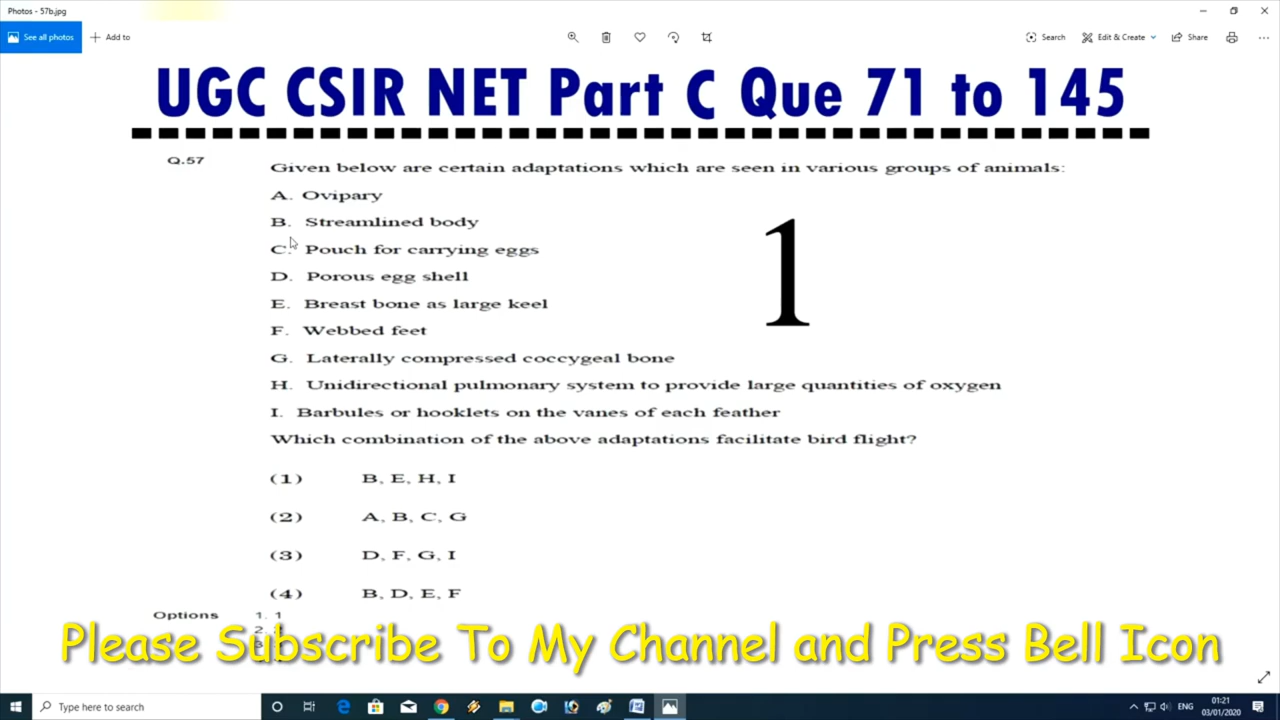 Photos - 57b.jpg
See all photos
Add to
Search
Edit & Create
Share
UGC CSIR NET Part C Que 71 to 145
Q.57
Given below are certain adaptations which are seen in various groups of animals:
A. Ovipary
B. Streamlined body
C. Pouch for carrying eggs
D. Porous egg shell
E. Breast bone as large keel
F. Webbed feet
G. Laterally compressed coccygeal bone
H. Unidirectional pulmonary system to provide large quantities of oxygen
I. Barbules or hooklets on the vanes of each feather
Which combination of the above adaptations facilitate bird flight?
1
(1) B, E, H, I
(2) A, B, C, G
(3) D, F, G, I
(4) B, D, E, F
Options 1. 1
2.
Please Subscribe To My Channel and Press Bell Icon
Type here to search
ENG
01:21
03/01/2020